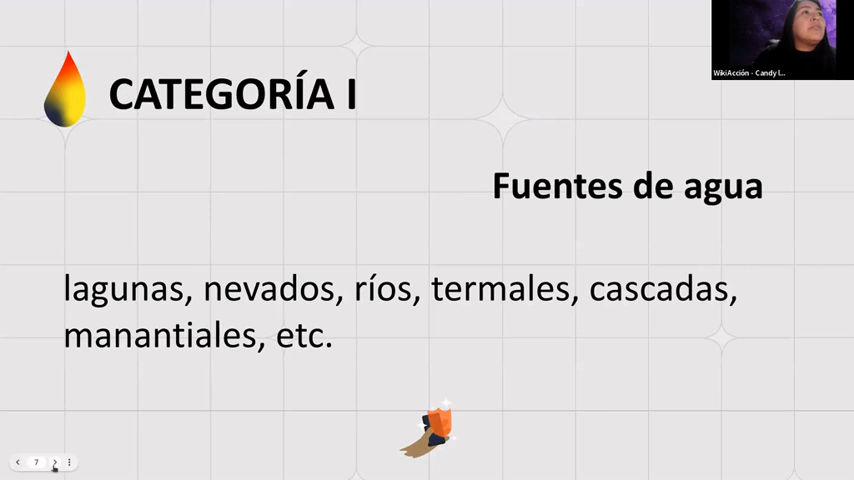 WikiAcción - Candy l...
CATEGORÍA I
Fuentes de agua
lagunas, nevados, ríos, termales, cascadas,
manantiales, etc.
7